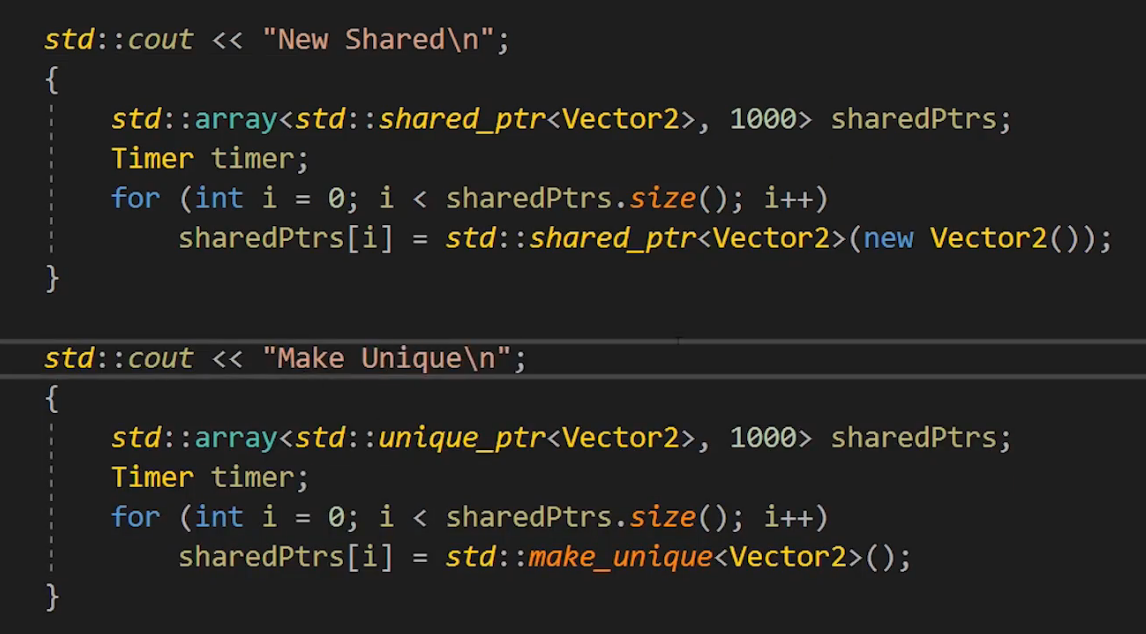 std::cout << "New Shared\n";
{
    std::array<std::shared_ptr<Vector2>, 1000> sharedPtrs;
    Timer timer;
    for (int i = 0; i < sharedPtrs.size(); i++)
        sharedPtrs[i] = std::shared_ptr<Vector2>(new Vector2());
}
std::cout << "Make Unique\n";
{
    std::array<std::unique_ptr<Vector2>, 1000> sharedPtrs;
    Timer timer;
    for (int i = 0; i < sharedPtrs.size(); i++)
        sharedPtrs[i] = std::make_unique<Vector2>();
}